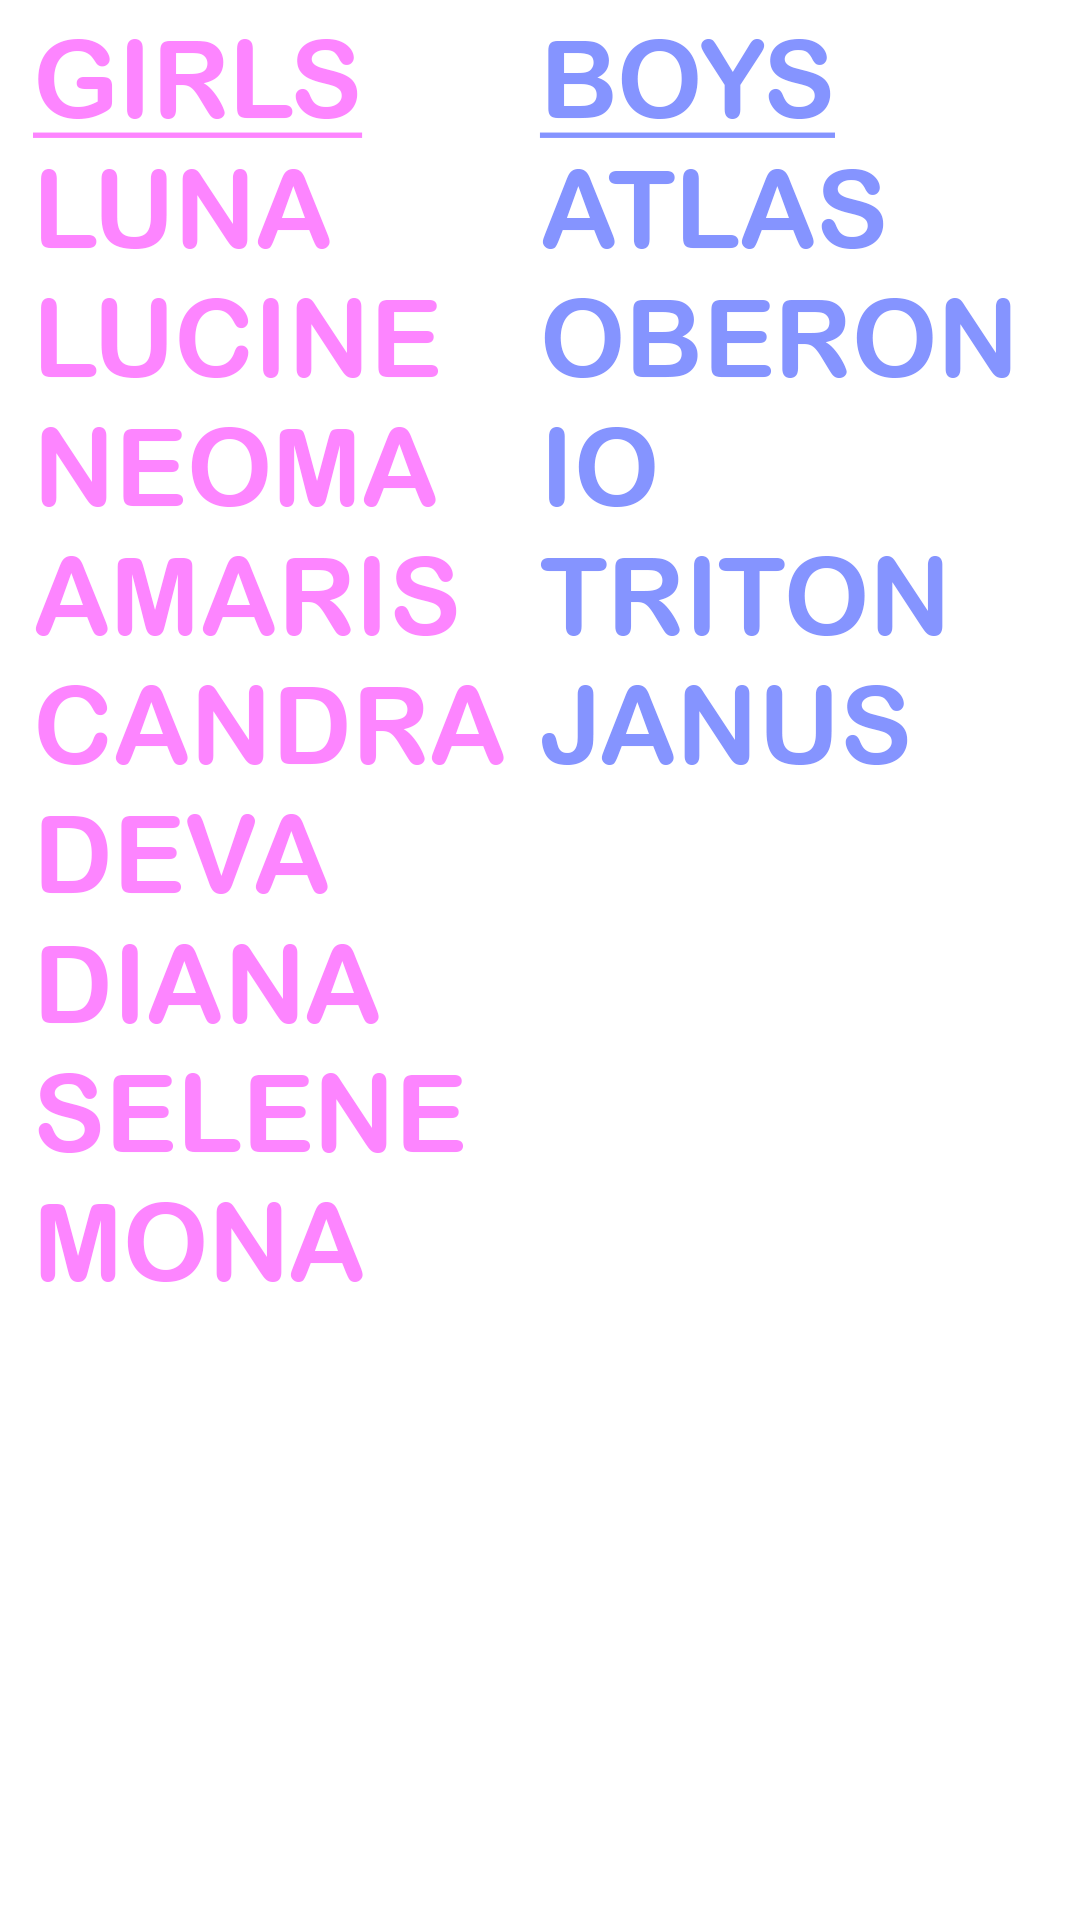 GIRLS
LUNA
LUCINE
NEOMA
AMARIS
CANDRA
DEVA
DIANA
SELENE
MONA
BOYS
ATLAS
OBERON
IO
TRITON
JANUS